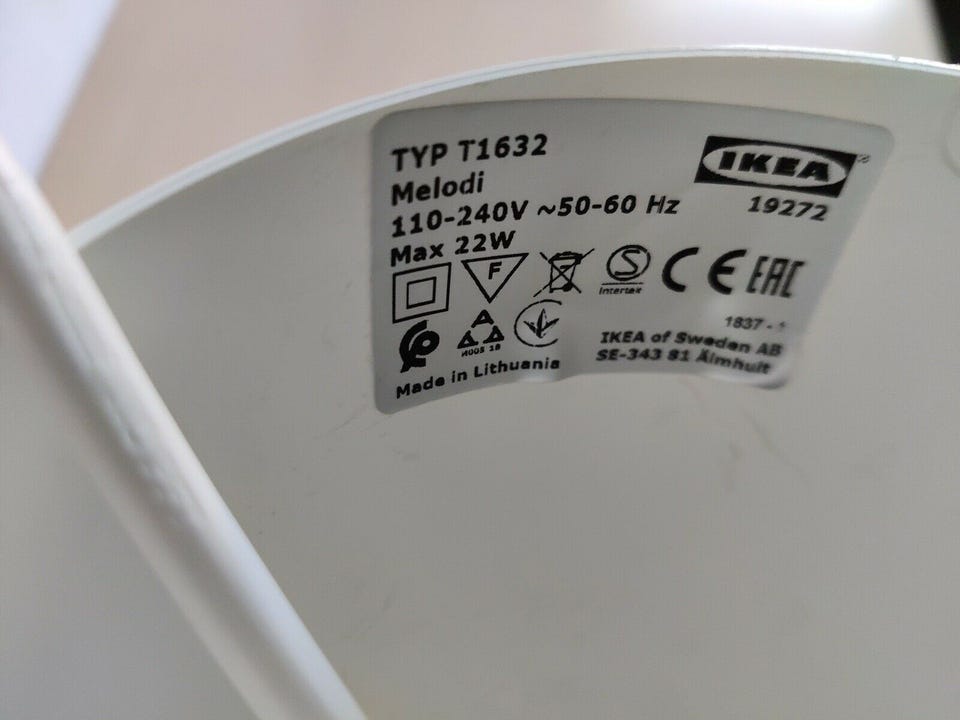 TYP T1632
Melodi
110-240V ~50-60 Hz
Max 22W
IKEA®
19272
F
Intertek
CE EAC
1837 -
IKEA of Sweden AB
SE-343 81 Älmhult
Made in Lithuania